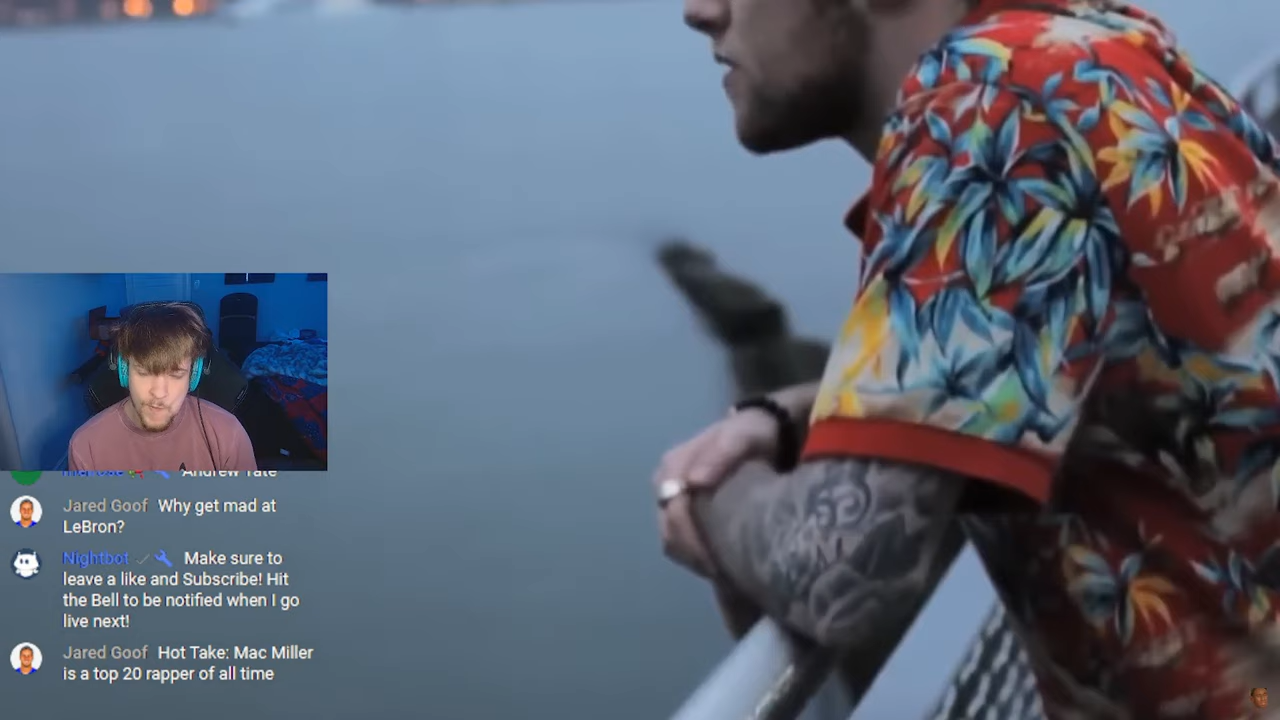 Andrew Tate
Jared Goof Why get mad at
LeBron?
Nightbot Make sure to
leave a like and Subscribe! Hit
the Bell to be notified when I go
live next!
Jared Goof Hot Take: Mac Miller
is a top 20 rapper of all time